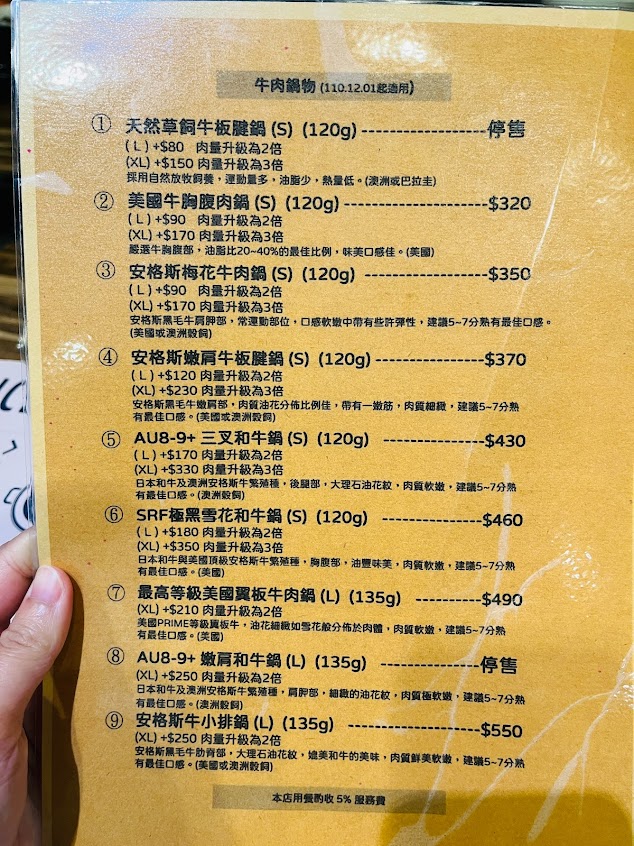 牛肉鍋物 (110.12.01起適用)
① 天然草飼牛板腱鍋 (S) (120g) --------------停售
( L ) +$80 肉量升級為2倍
(XL) +$150 肉量升級為3倍
採用自然放牧飼養，運動量多，油脂少，熱量低。(澳洲或巴拉圭)
② 美國牛胸腹肉鍋 (S) (120g) ----------------$320
( L ) +$90 肉量升級為2倍
(XL) +$170 肉量升級為3倍
嚴選牛胸腹部，油脂比20~40%的最佳比例，味美口感佳。(美國)
③ 安格斯梅花牛肉鍋 (S) (120g) --------------$350
( L ) +$90 肉量升級為2倍
(XL) +$170 肉量升級為3倍
安格斯黑毛牛肩胛部，常運動部位，口感軟嫩中帶有些許彈性，建議5~7分熟有最佳口感。
(美國或澳洲穀飼)
④ 安格斯嫩肩牛板腱鍋 (S) (120g)-------------$370
( L ) +$120 肉量升級為2倍
(XL) +$230 肉量升級為3倍
安格斯黑毛牛嫩肩部，肉質油花分佈比例佳，帶有一嫩筋，肉質細緻，建議5~7分熟
有最佳口感。(美國或澳洲穀飼)
⑤ AU8-9+ 三叉和牛鍋 (S) (120g) ------------$430
( L ) +$170 肉量升級為2倍
(XL) +$330 肉量升級為3倍
日本和牛及澳洲安格斯牛繁殖種，後腿部，大理石油花紋，肉質軟嫩，建議5~7分熟
有最佳口感。(澳洲穀飼)
⑥ SRF極黑雪花和牛鍋 (S) (120g) ------------$460
( L ) +$180 肉量升級為2倍
(XL) +$350 肉量升級為3倍
日本和牛與美國頂級安格斯牛繁殖種，胸腹部，油豐味美，肉質軟嫩，建議5~7分熟
有最佳口感。(美國)
⑦ 最高等級美國翼板牛肉鍋 (L) (135g) --------$490
(XL) +$210 肉量升級為2倍
美國PRIME等級翼板牛，油花細緻如雪花般分佈於肉體，肉質軟嫩，建議5~7分熟
有最佳口感。(美國)
⑧ AU8-9+ 嫩肩和牛鍋 (L) (135g) ------------停售
(XL) +$250 肉量升級為2倍
日本和牛及澳洲安格斯牛繁殖種，肩胛部，細緻的油花紋，肉質極軟嫩，建議5~7分熟
有最佳口感。(澳洲穀飼)
⑨ 安格斯牛小排鍋 (L) (135g) ----------------$550
(XL) +$250 肉量升級為2倍
安格斯黑毛牛肋脊部，大理石油花紋，媲美和牛的美味，肉質鮮美軟嫩，建議5~7分熟
有最佳口感。(美國或澳洲穀飼)
本店用餐酌收 5% 服務費